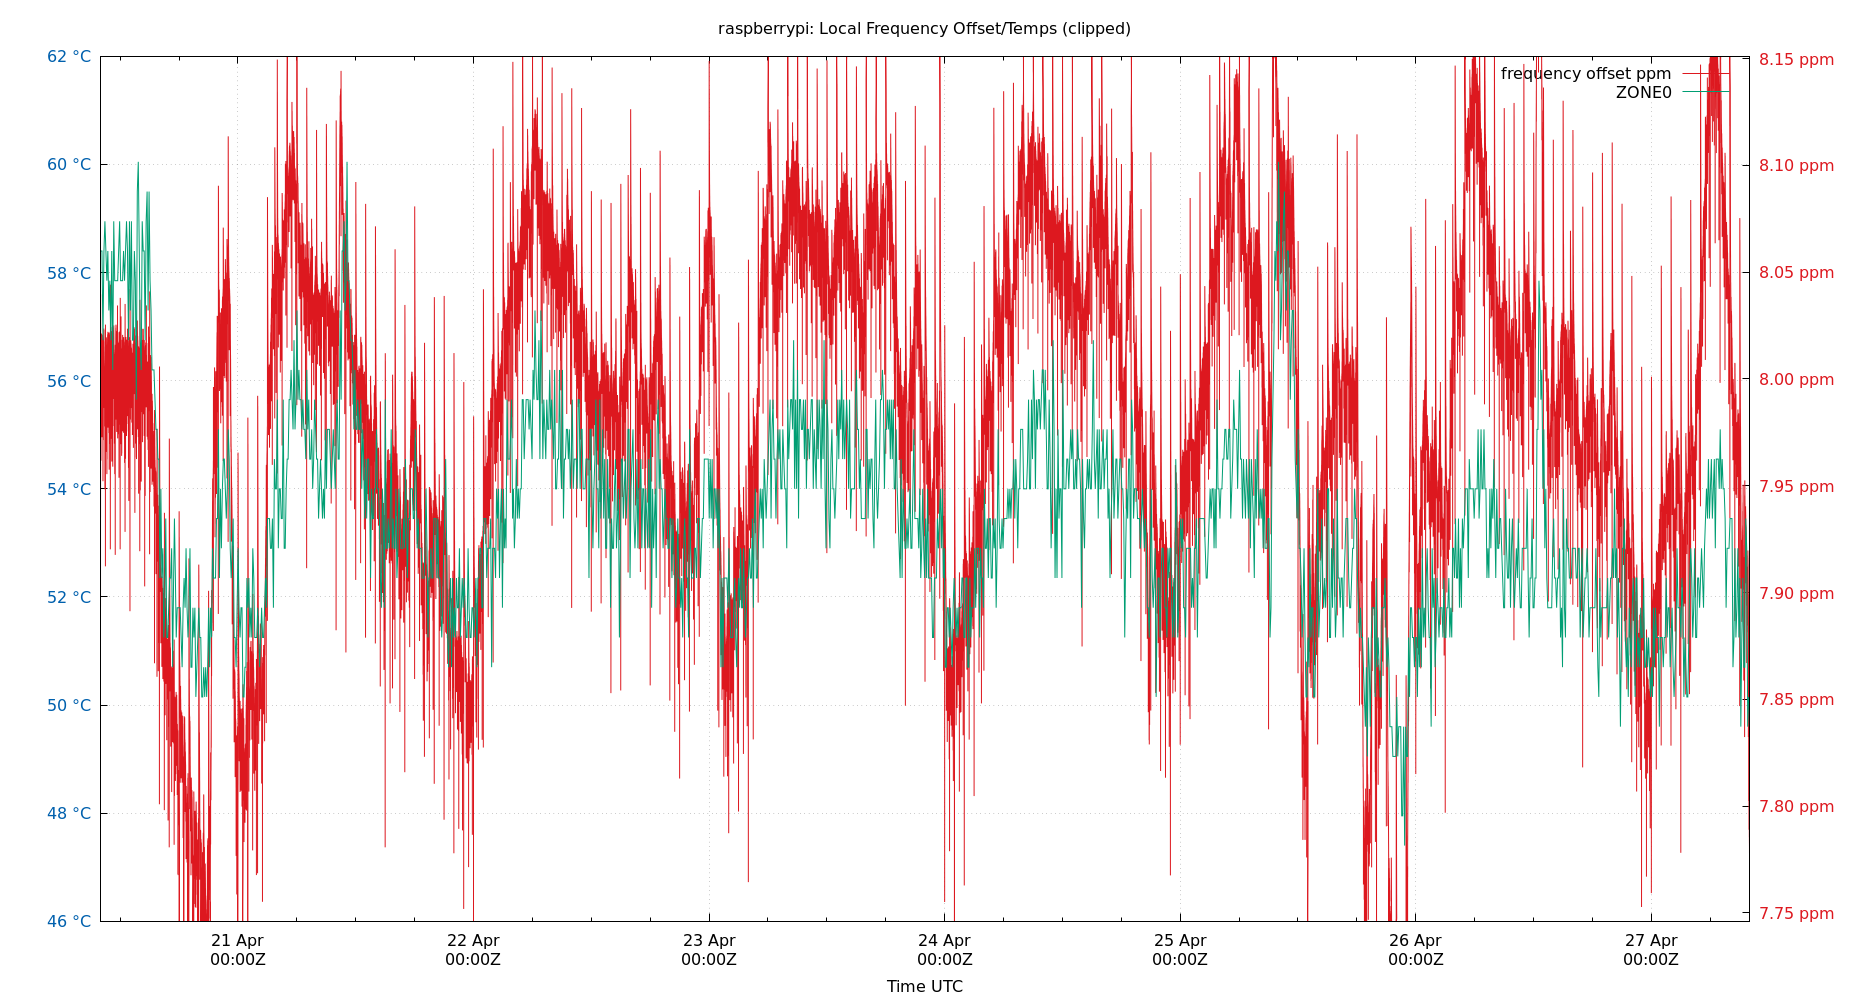 raspberrypi: Local Frequency Offset/Temps (clipped)
62 °C
60 °C
58 °C
56 °C
54 °C
52 °C
50 °C
48 °C
46 °C
8.15 ppm
8.10 ppm
8.05 ppm
8.00 ppm
7.95 ppm
7.90 ppm
7.85 ppm
7.80 ppm
7.75 ppm
frequency offset ppm
ZONE0
21 Apr
00:00Z
22 Apr
00:00Z
23 Apr
00:00Z
24 Apr
00:00Z
25 Apr
00:00Z
26 Apr
00:00Z
27 Apr
00:00Z
Time UTC